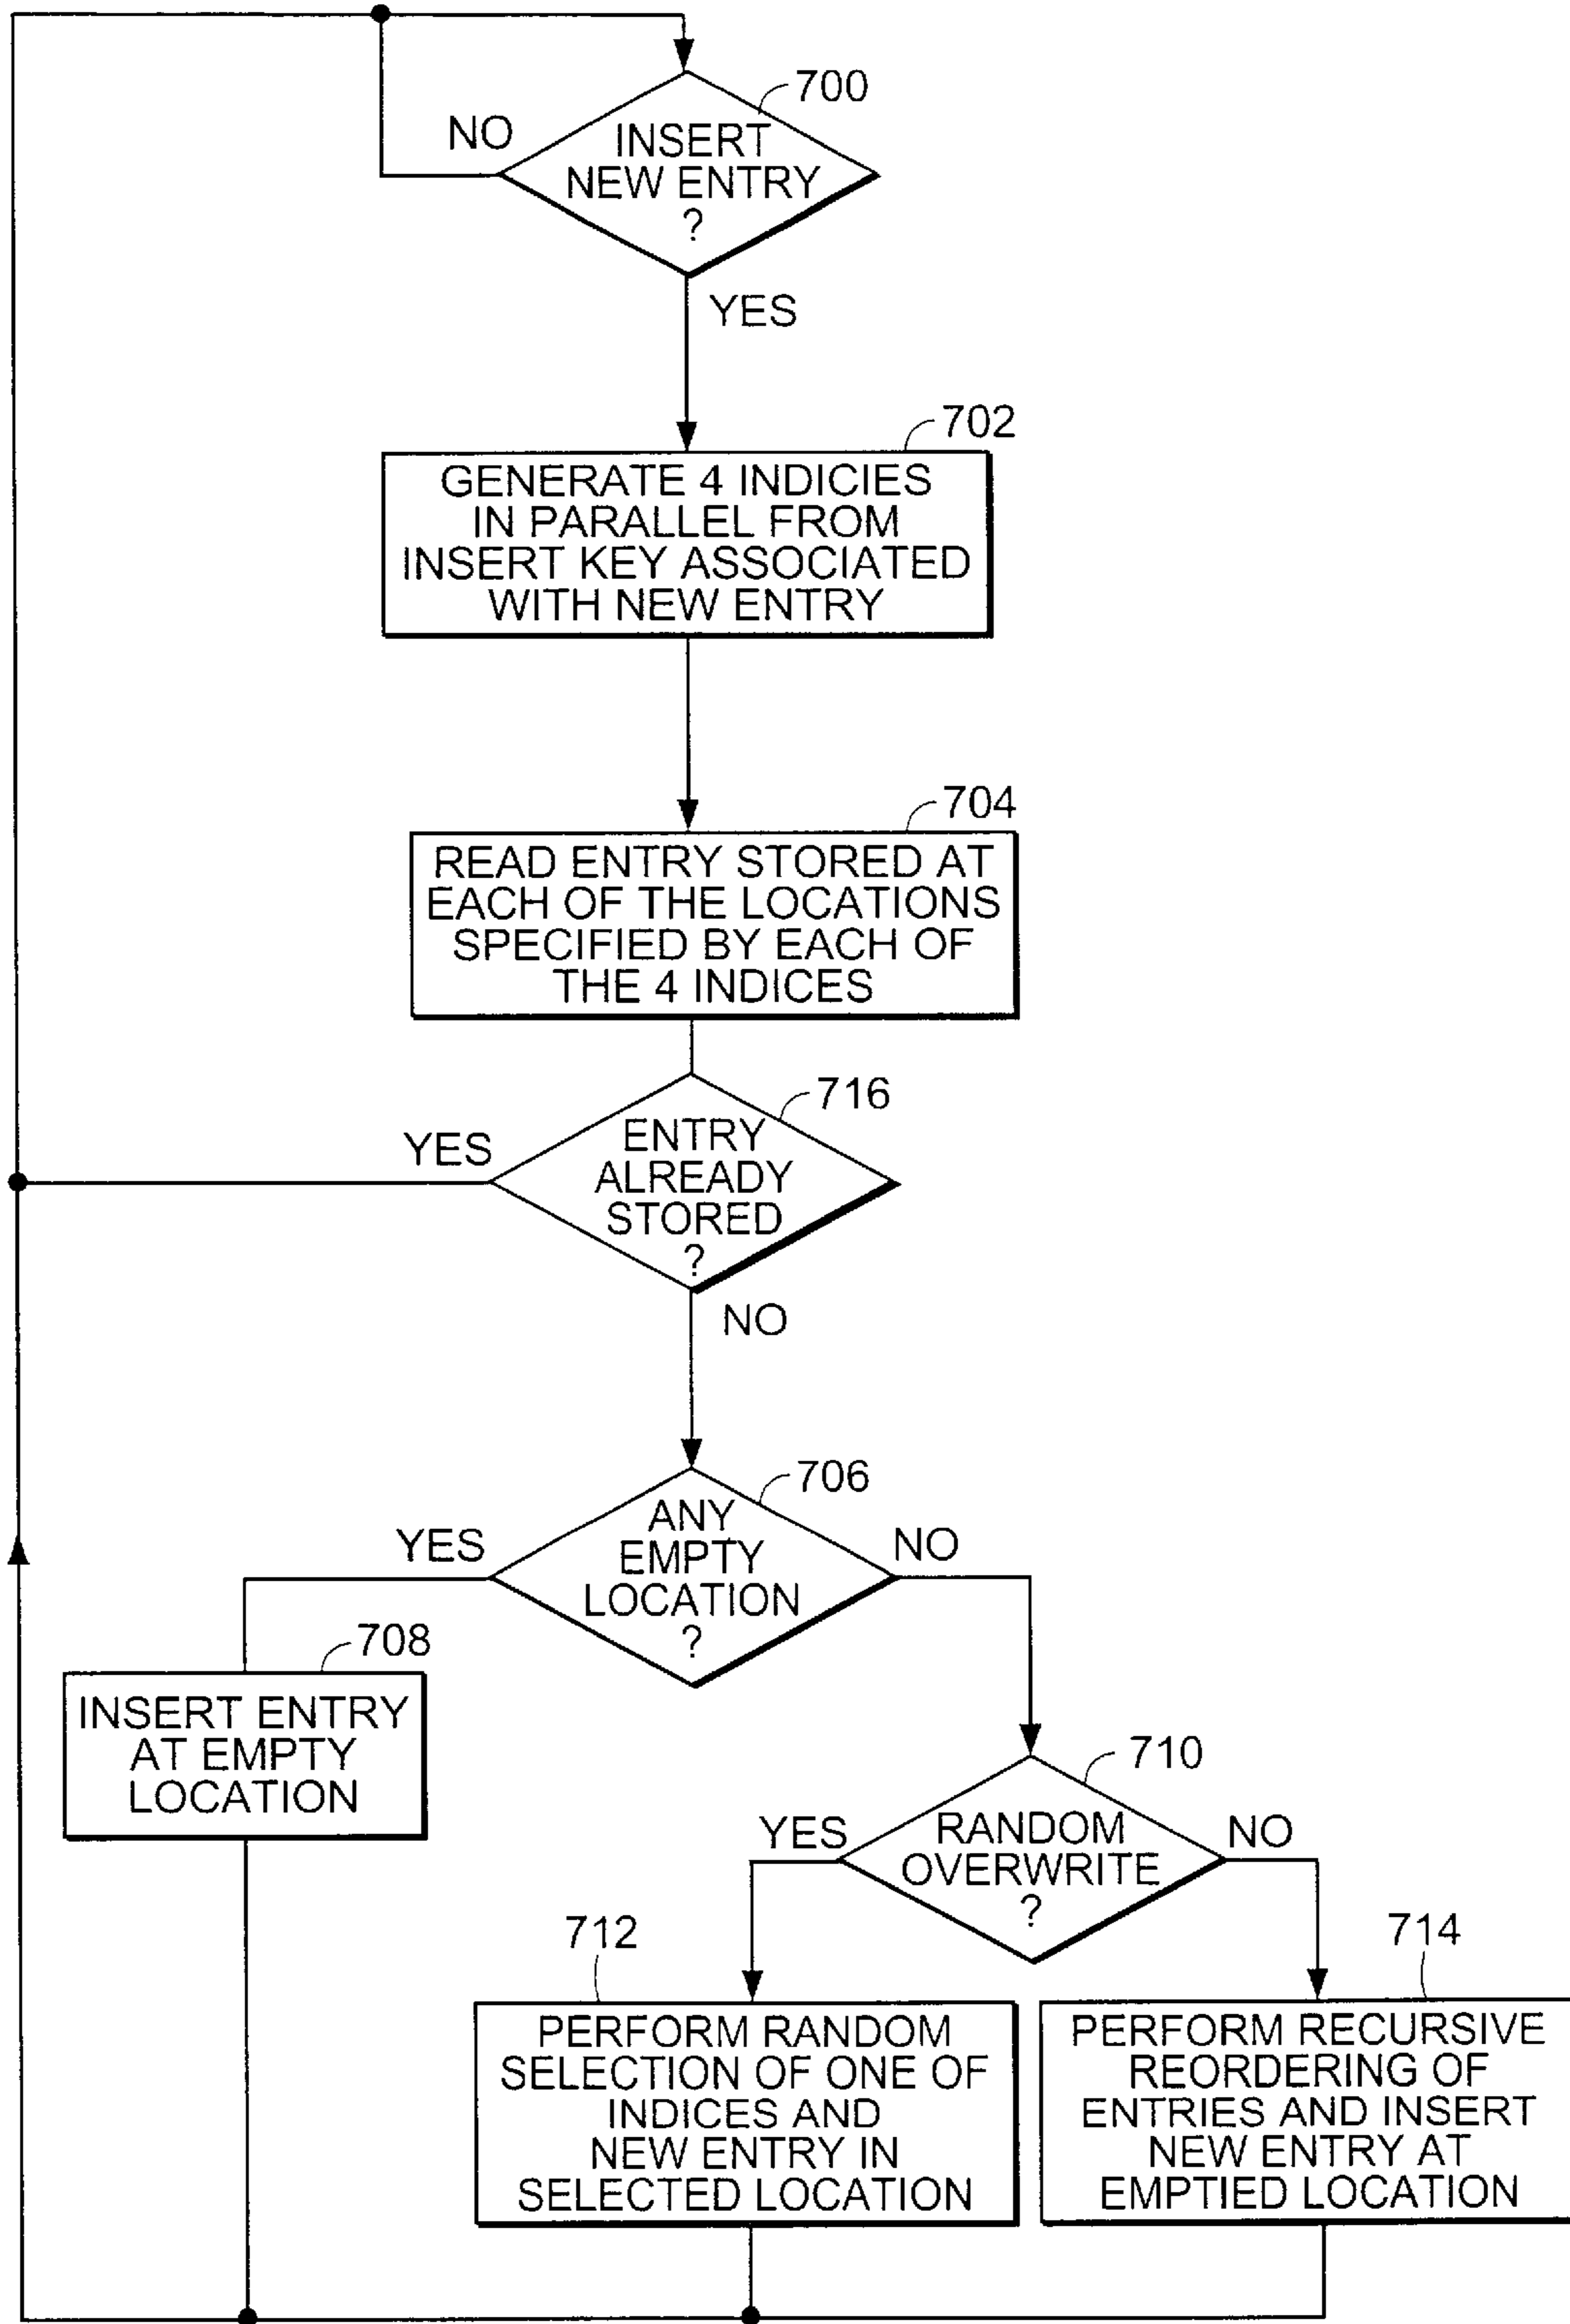 700
NO
INSERT
NEW ENTRY
?
YES
702
GENERATE 4 INDICIES
IN PARALLEL FROM
INSERT KEY ASSOCIATED
WITH NEW ENTRY
704
READ ENTRY STORED AT
EACH OF THE LOCATIONS
SPECIFIED BY EACH OF
THE 4 INDICES
716
YES
ENTRY
ALREADY
STORED
?
NO
706
YES
ANY
EMPTY
LOCATION
?
NO
708
INSERT ENTRY
AT EMPTY
LOCATION
710
YES
RANDOM
OVERWRITE
?
NO
712
PERFORM RANDOM
SELECTION OF ONE OF
INDICES AND
NEW ENTRY IN
SELECTED LOCATION
714
PERFORM RECURSIVE
REORDERING OF
ENTRIES AND INSERT
NEW ENTRY AT
EMPTIED LOCATION